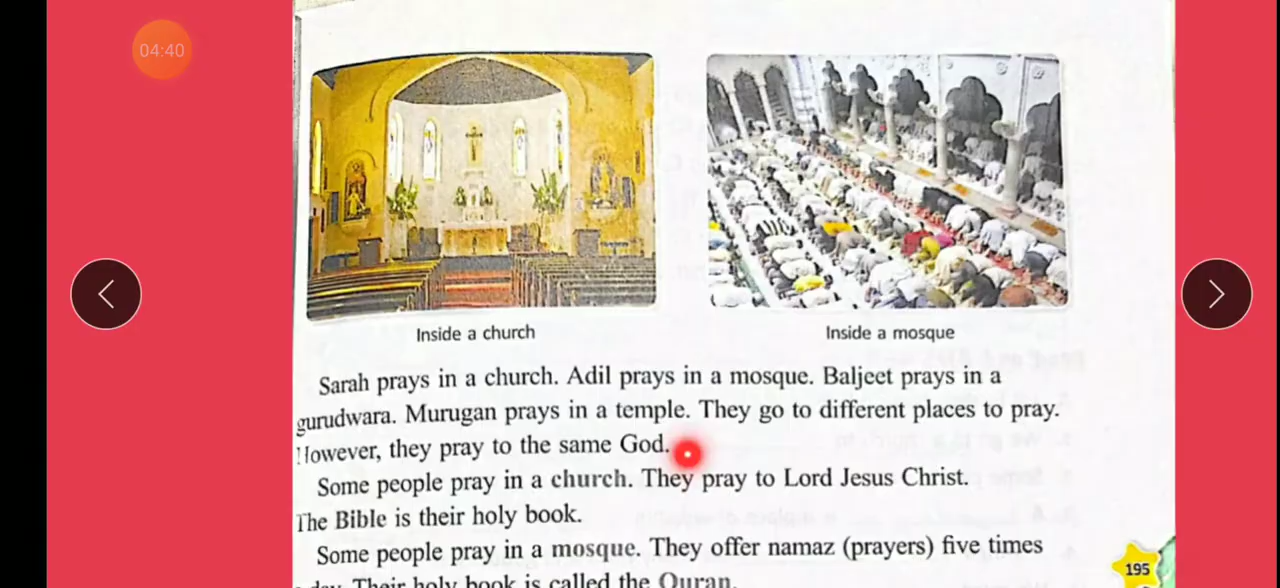 04:40
Inside a church
Inside a mosque
Sarah prays in a church. Adil prays in a mosque. Baljeet prays in a
gurudwara. Murugan prays in a temple. They go to different places to pray.
However, they pray to the same God.
Some people pray in a church. They pray to Lord Jesus Christ.
The Bible is their holy book.
Some people pray in a mosque. They offer namaz (prayers) five times
day. Their holy book is called the Quran.
195